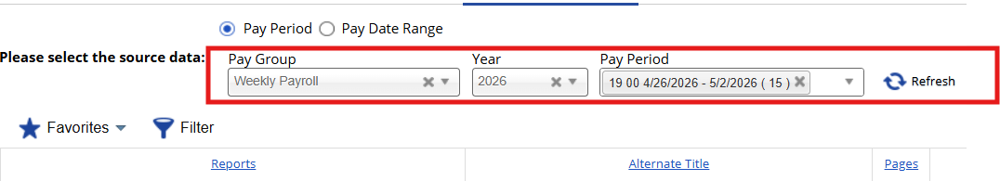 Pay Period Pay Date Range
Please select the source data:
Pay Group Year Pay Period
Weekly Payroll 2026 19 00 4/26/2026 - 5/2/2026 ( 15 ) Refresh
Favorites Filter
Reports Alternate Title Pages